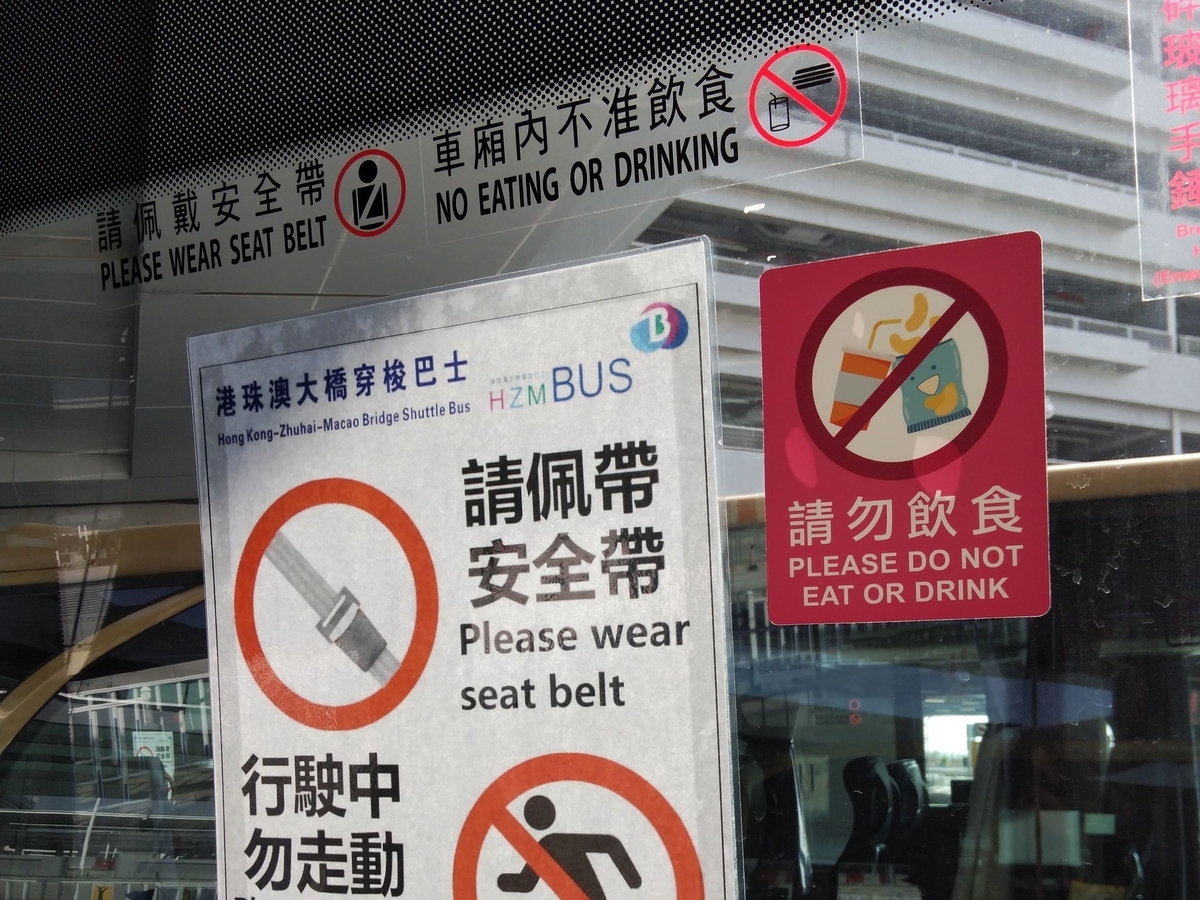 請佩戴安全帶
PLEASE WEAR SEAT BELT
車廂內不准飲食
NO EATING OR DRINKING
港珠澳大橋穿梭巴士
Hong Kong-Zhuhai-Macao Bridge Shuttle Bus
HZMBUS
請佩帶
安全帶
Please wear
seat belt
行駛中
勿走動
請勿飲食
PLEASE DO NOT
EAT OR DRINK
玻璃手